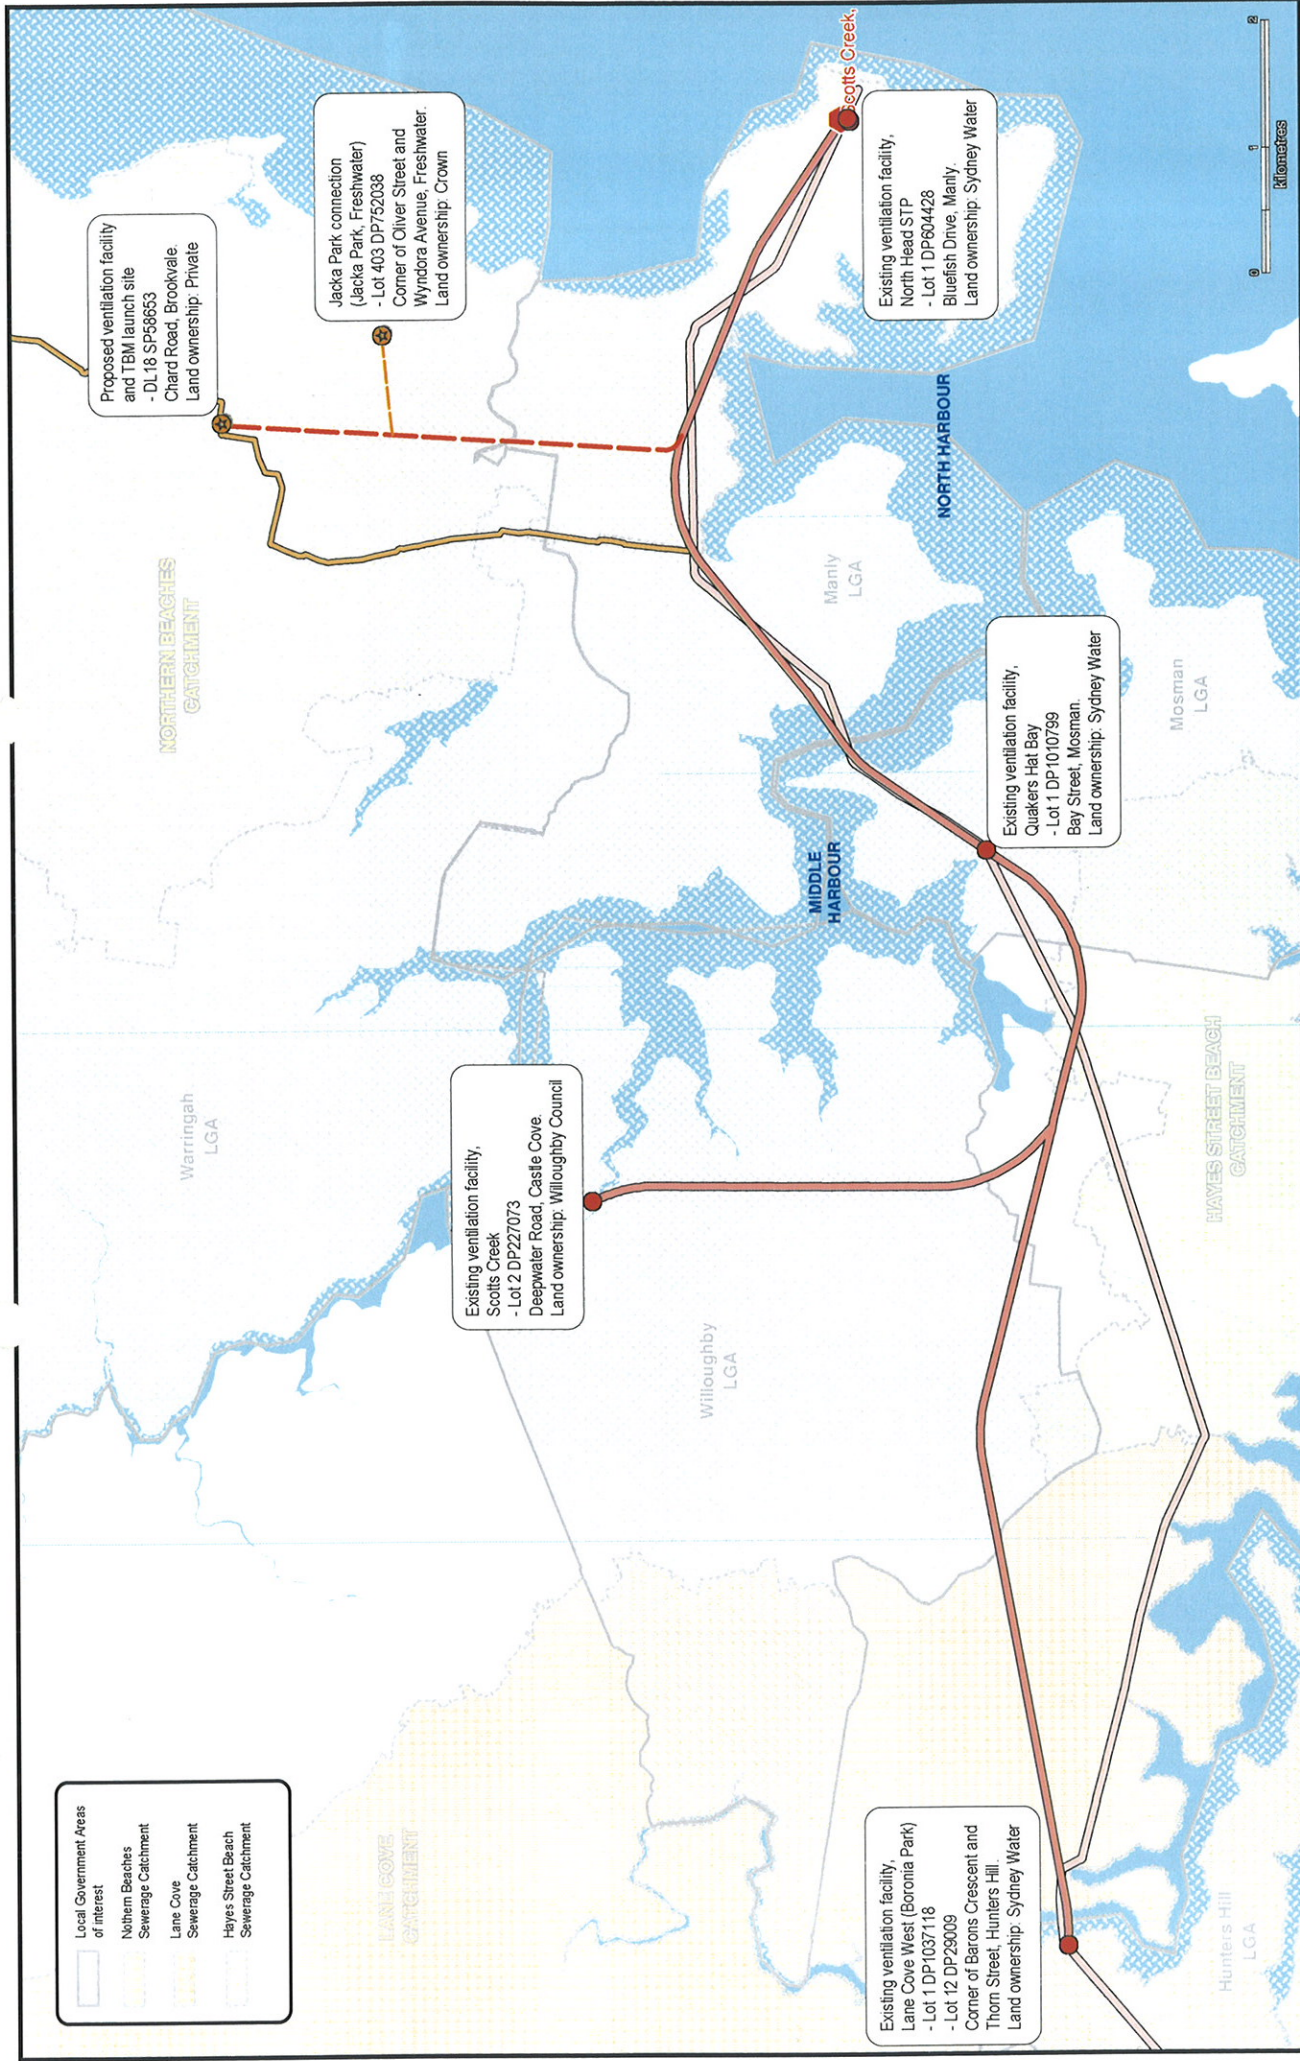 Local Government Areas
of interest
Nothern Beaches
Sewerage Catchment
Lane Cove
Sewerage Catchment
Hayes Street Beach
Sewerage Catchment
Warringah
LGA
NORTHERN BEACHES
CATCHMENT
Proposed ventilation facility
and TBM launch site
- DL18 SP58653
Chard Road, Brookvale.
Land ownership: Private
Jacka Park connection
(Jacka Park, Freshwater)
- Lot 403 DP752038
Corner of Oliver Street and
Wyndora Avenue, Freshwater.
Land ownership: Crown
LANE COVE
CATCHMENT
Existing ventilation facility,
Scotts Creek
- Lot 2 DP227073
Deepwater Road, Castle Cove.
Land ownership: Willoughby Council
Willoughby
LGA
MIDDLE
HARBOUR
Manly
LGA
Scotts Creek,
NORTH HARBOUR
Existing ventilation facility,
North Head STP
- Lot 1 DP604428
Bluefish Drive, Manly.
Land ownership: Sydney Water
Existing ventilation facility,
Lane Cove West (Boronia Park)
- Lot 1 DP1037118
- Lot 12 DP29009
Corner of Barons Crescent and
Thorn Street, Hunters Hill.
Land ownership: Sydney Water
Existing ventilation facility,
Quakers Hat Bay
- Lot 1 DP1010799
Bay Street, Mosman.
Land ownership: Sydney Water
Mosman
LGA
HAYES STREET BEACH
CATCHMENT
Hunters Hill
LGA
0 1 2
kilometres